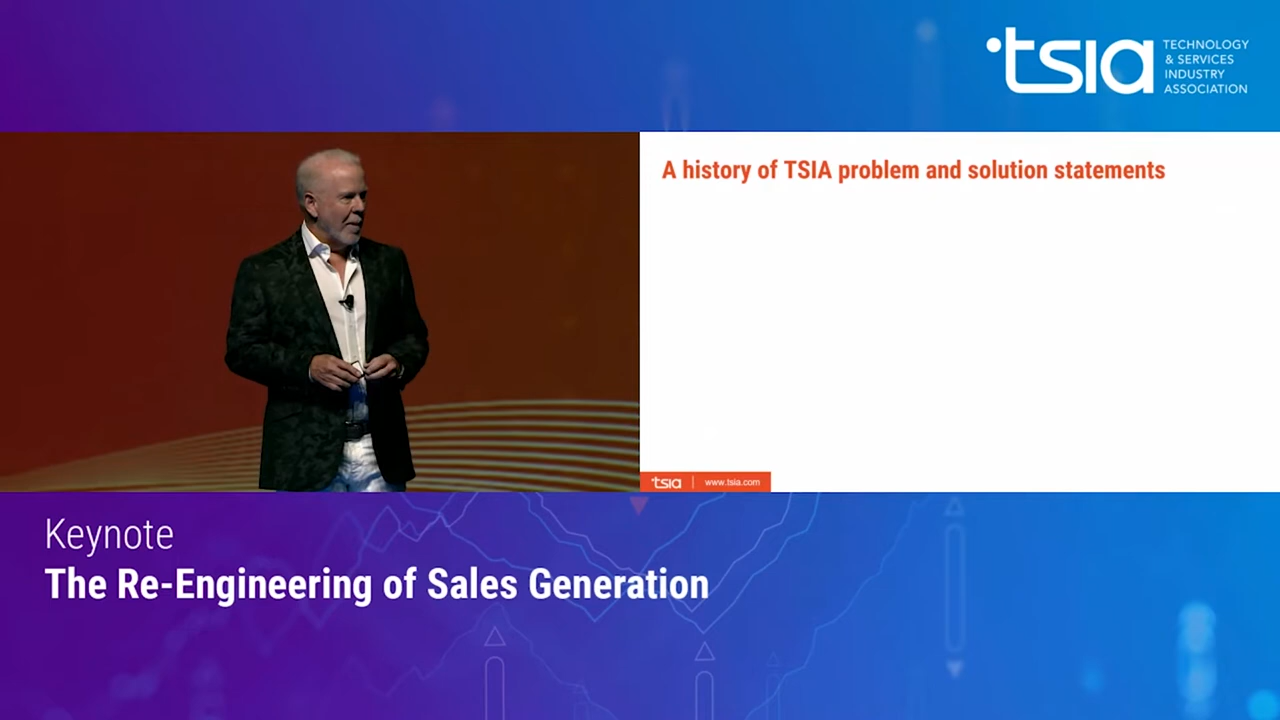 tsia
TECHNOLOGY
& SERVICES
INDUSTRY
ASSOCIATION
A history of TSIA problem and solution statements
tsia | www.tsia.com
Keynote
The Re-Engineering of Sales Generation